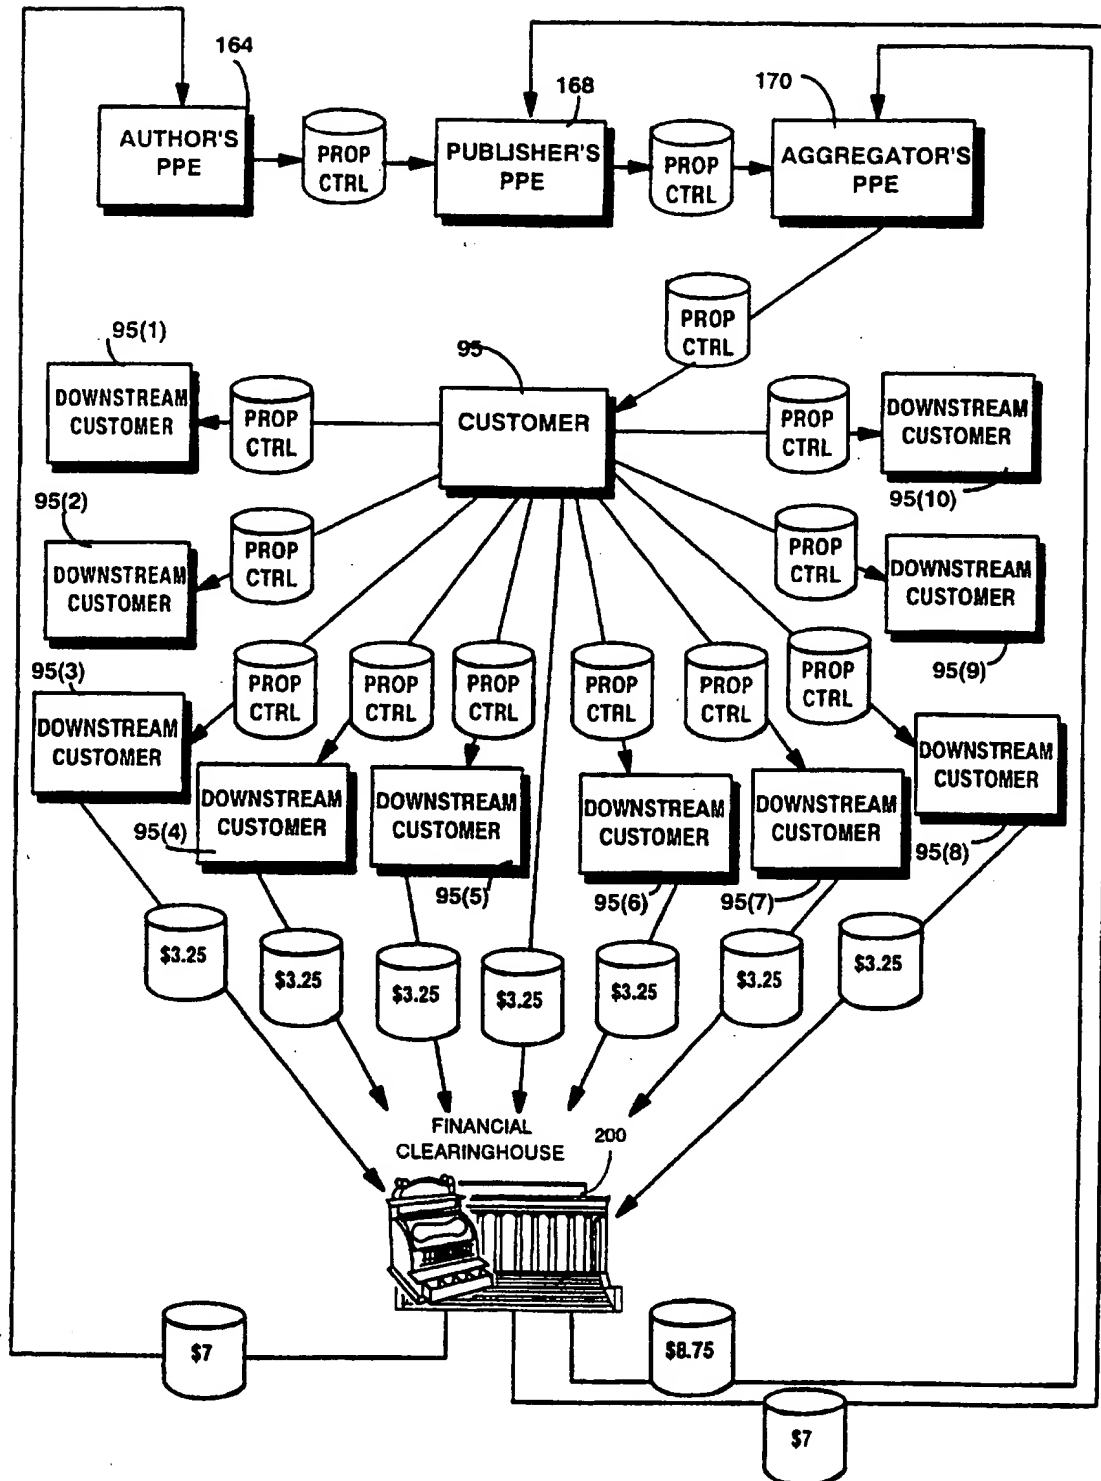 164
168
170
AUTHOR'S
PPE
PROP
CTRL
PUBLISHER'S
PPE
PROP
CTRL
AGGREGATOR'S
PPE
PROP
CTRL
95(1)
95
DOWNSTREAM
CUSTOMER
PROP
CTRL
CUSTOMER
PROP
CTRL
DOWNSTREAM
CUSTOMER
95(10)
95(2)
DOWNSTREAM
CUSTOMER
PROP
CTRL
PROP
CTRL
DOWNSTREAM
CUSTOMER
95(9)
95(3)
DOWNSTREAM
CUSTOMER
PROP
CTRL
PROP
CTRL
PROP
CTRL
PROP
CTRL
PROP
CTRL
PROP
CTRL
DOWNSTREAM
CUSTOMER
95(8)
DOWNSTREAM
CUSTOMER
95(4)
DOWNSTREAM
CUSTOMER
95(5)
DOWNSTREAM
CUSTOMER
95(6)
DOWNSTREAM
CUSTOMER
95(7)
$3.25
$3.25
$3.25
$3.25
$3.25
$3.25
$3.25
FINANCIAL
CLEARINGHOUSE
200
$7
$8.75
$7